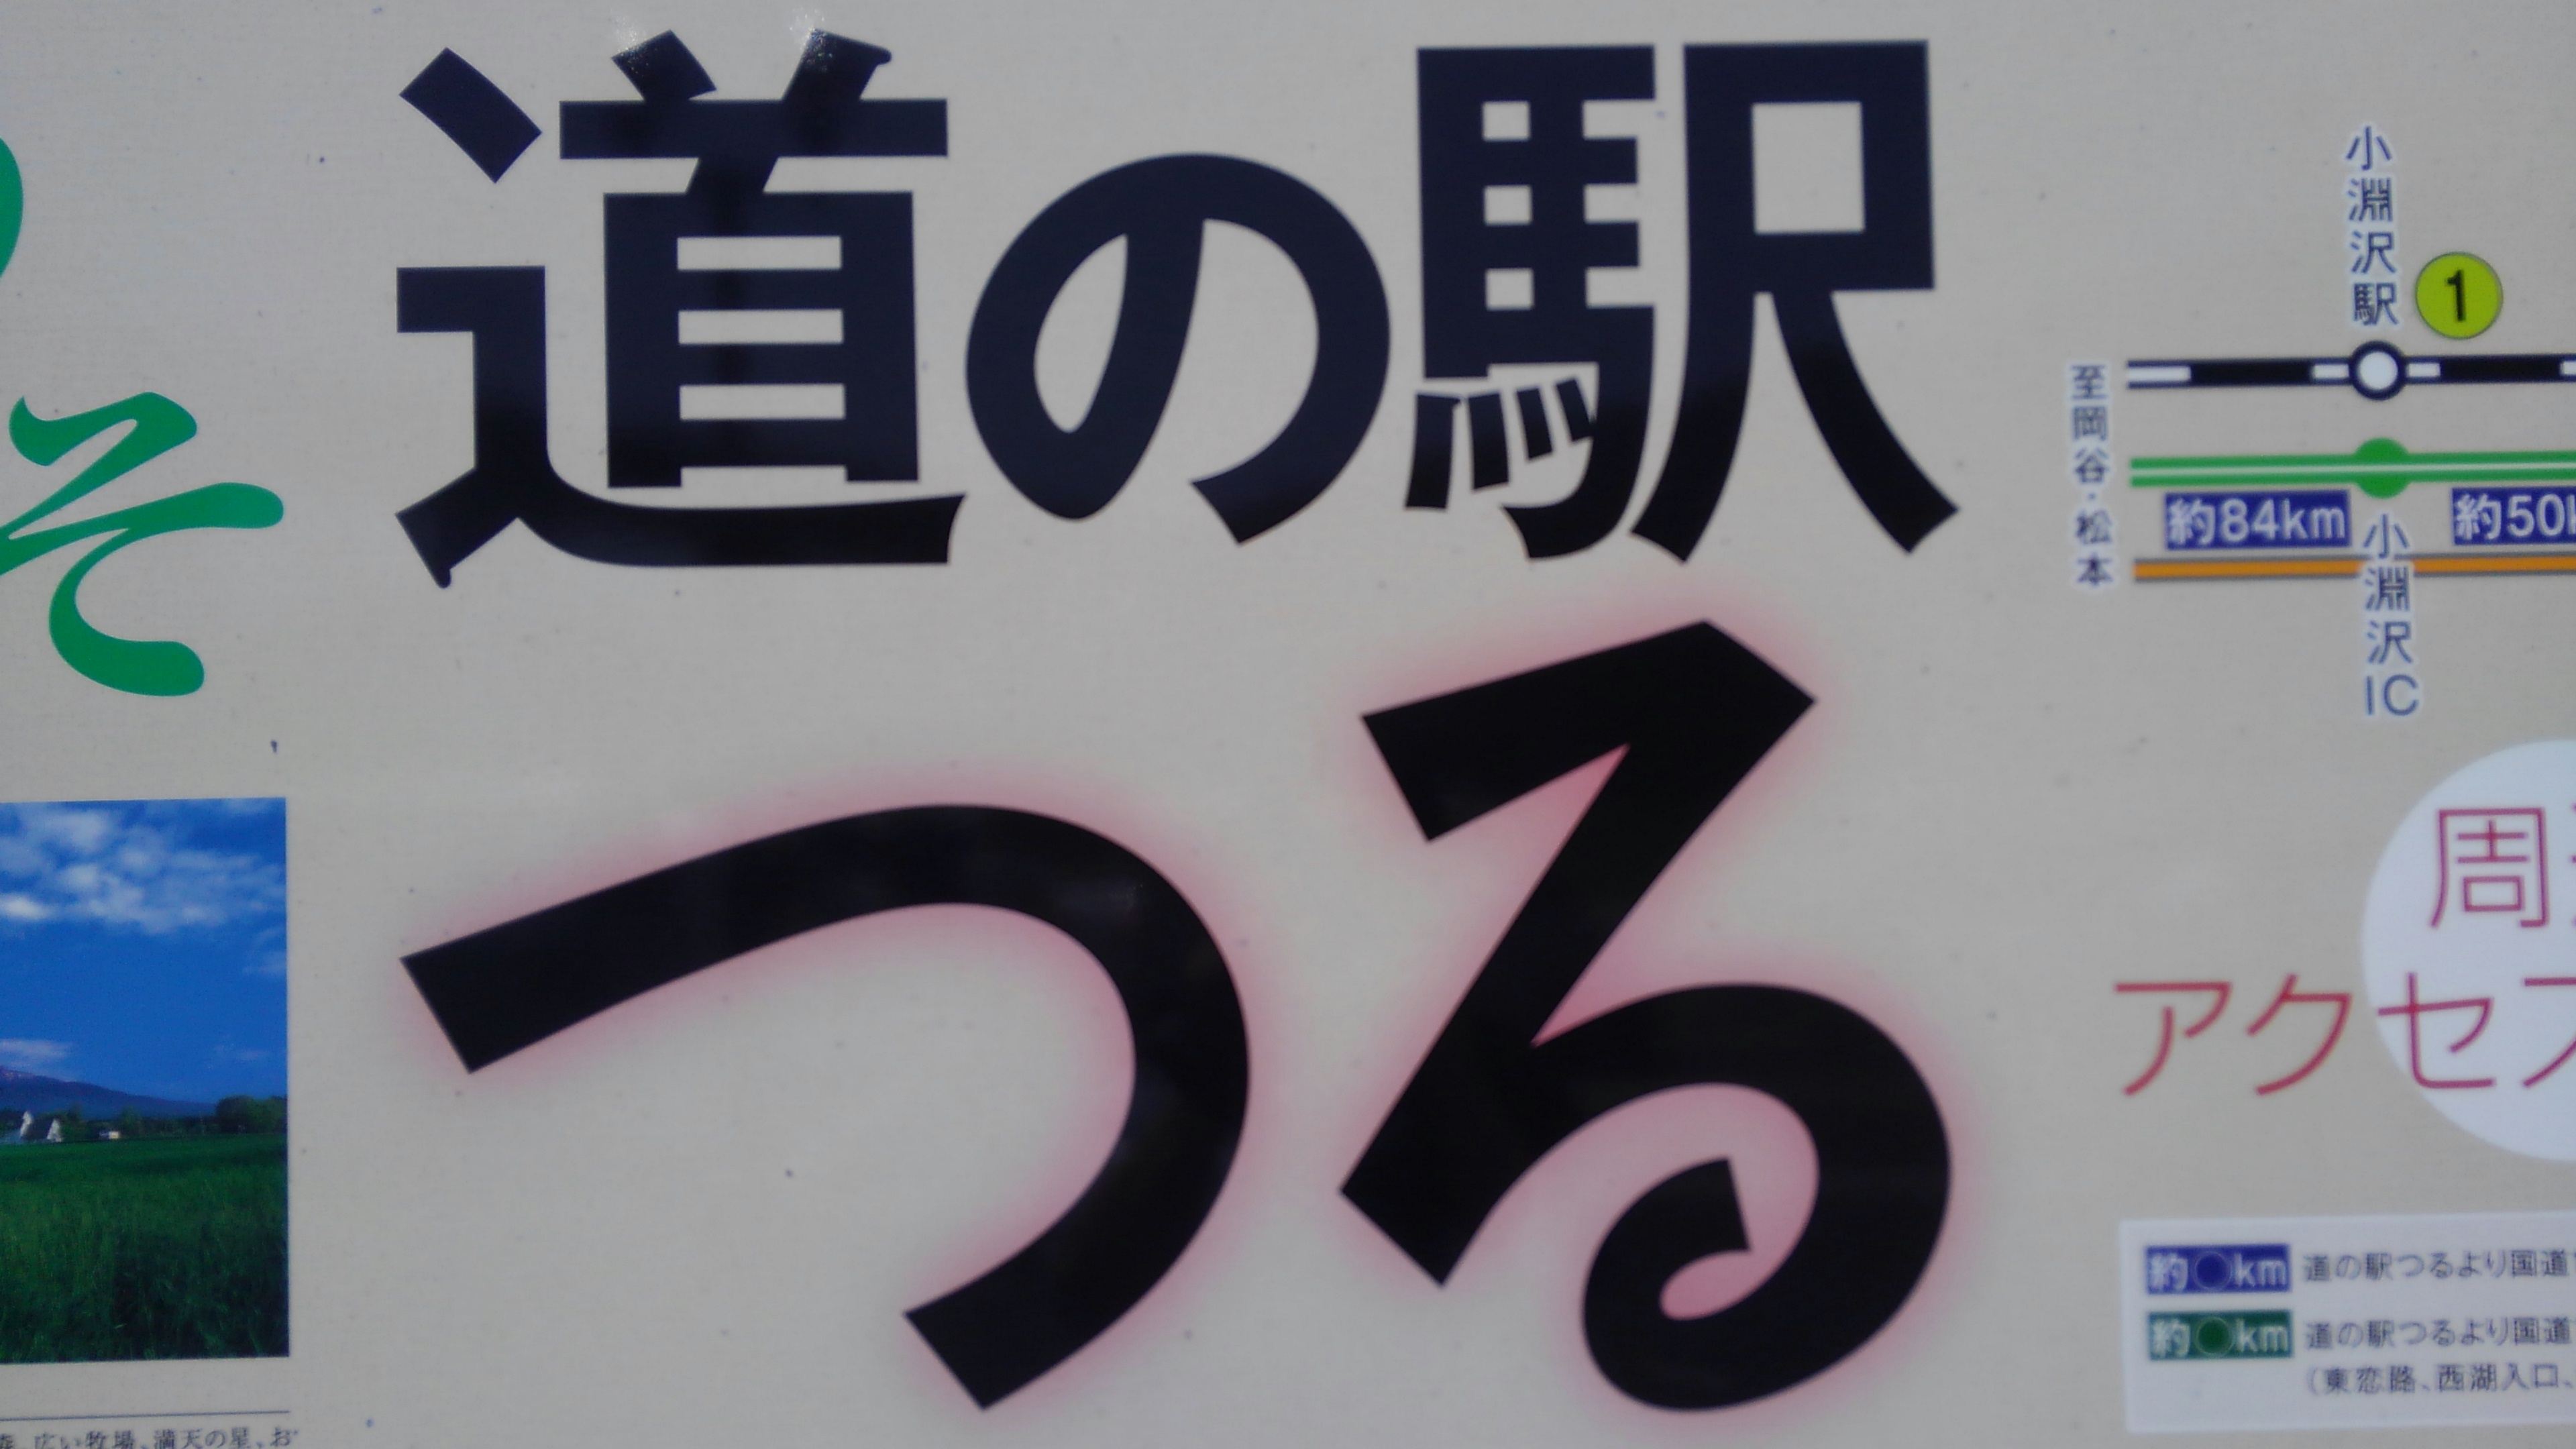 そ
道の駅
つる
小淵沢駅
1
至岡谷・松本
約84km
約50
小淵沢IC
周
アクセス
約○km 道の駅つるより国道
約○km 道の駅つるより国道
(東恋路、西湖入口、
広い牧場、満天の星、お